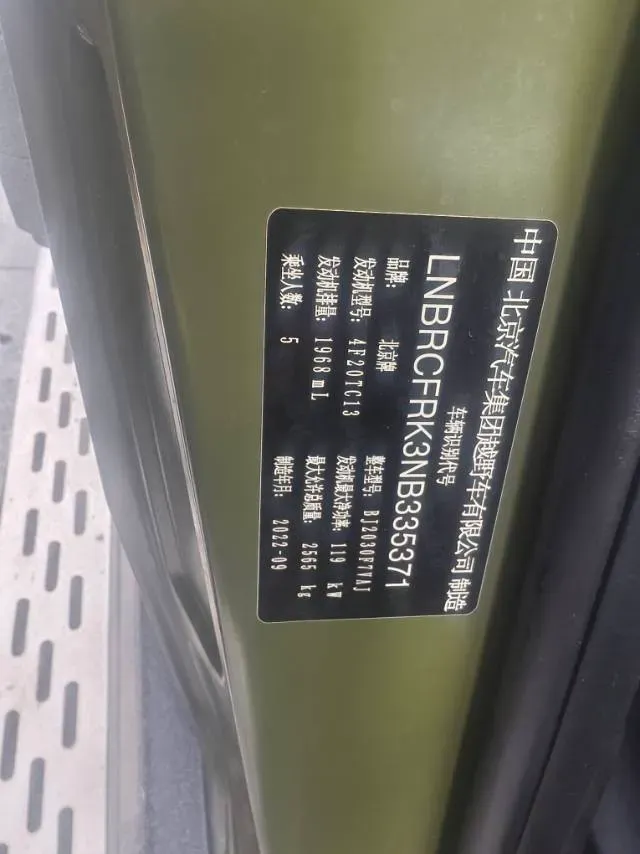 中国 北京汽车集团越野车有限公司 制造
车辆识别代号
LNBRCFRK3NB335371
品牌: 北京牌 整车型号: BJ2030F7VAJ
发动机型号: 4F20TC13 发动机最大净功率: 119 kW
发动机排量: 1968 mL 最大允许总质量: 2565 kg
乘坐人数: 5 制造年月: 2022-09